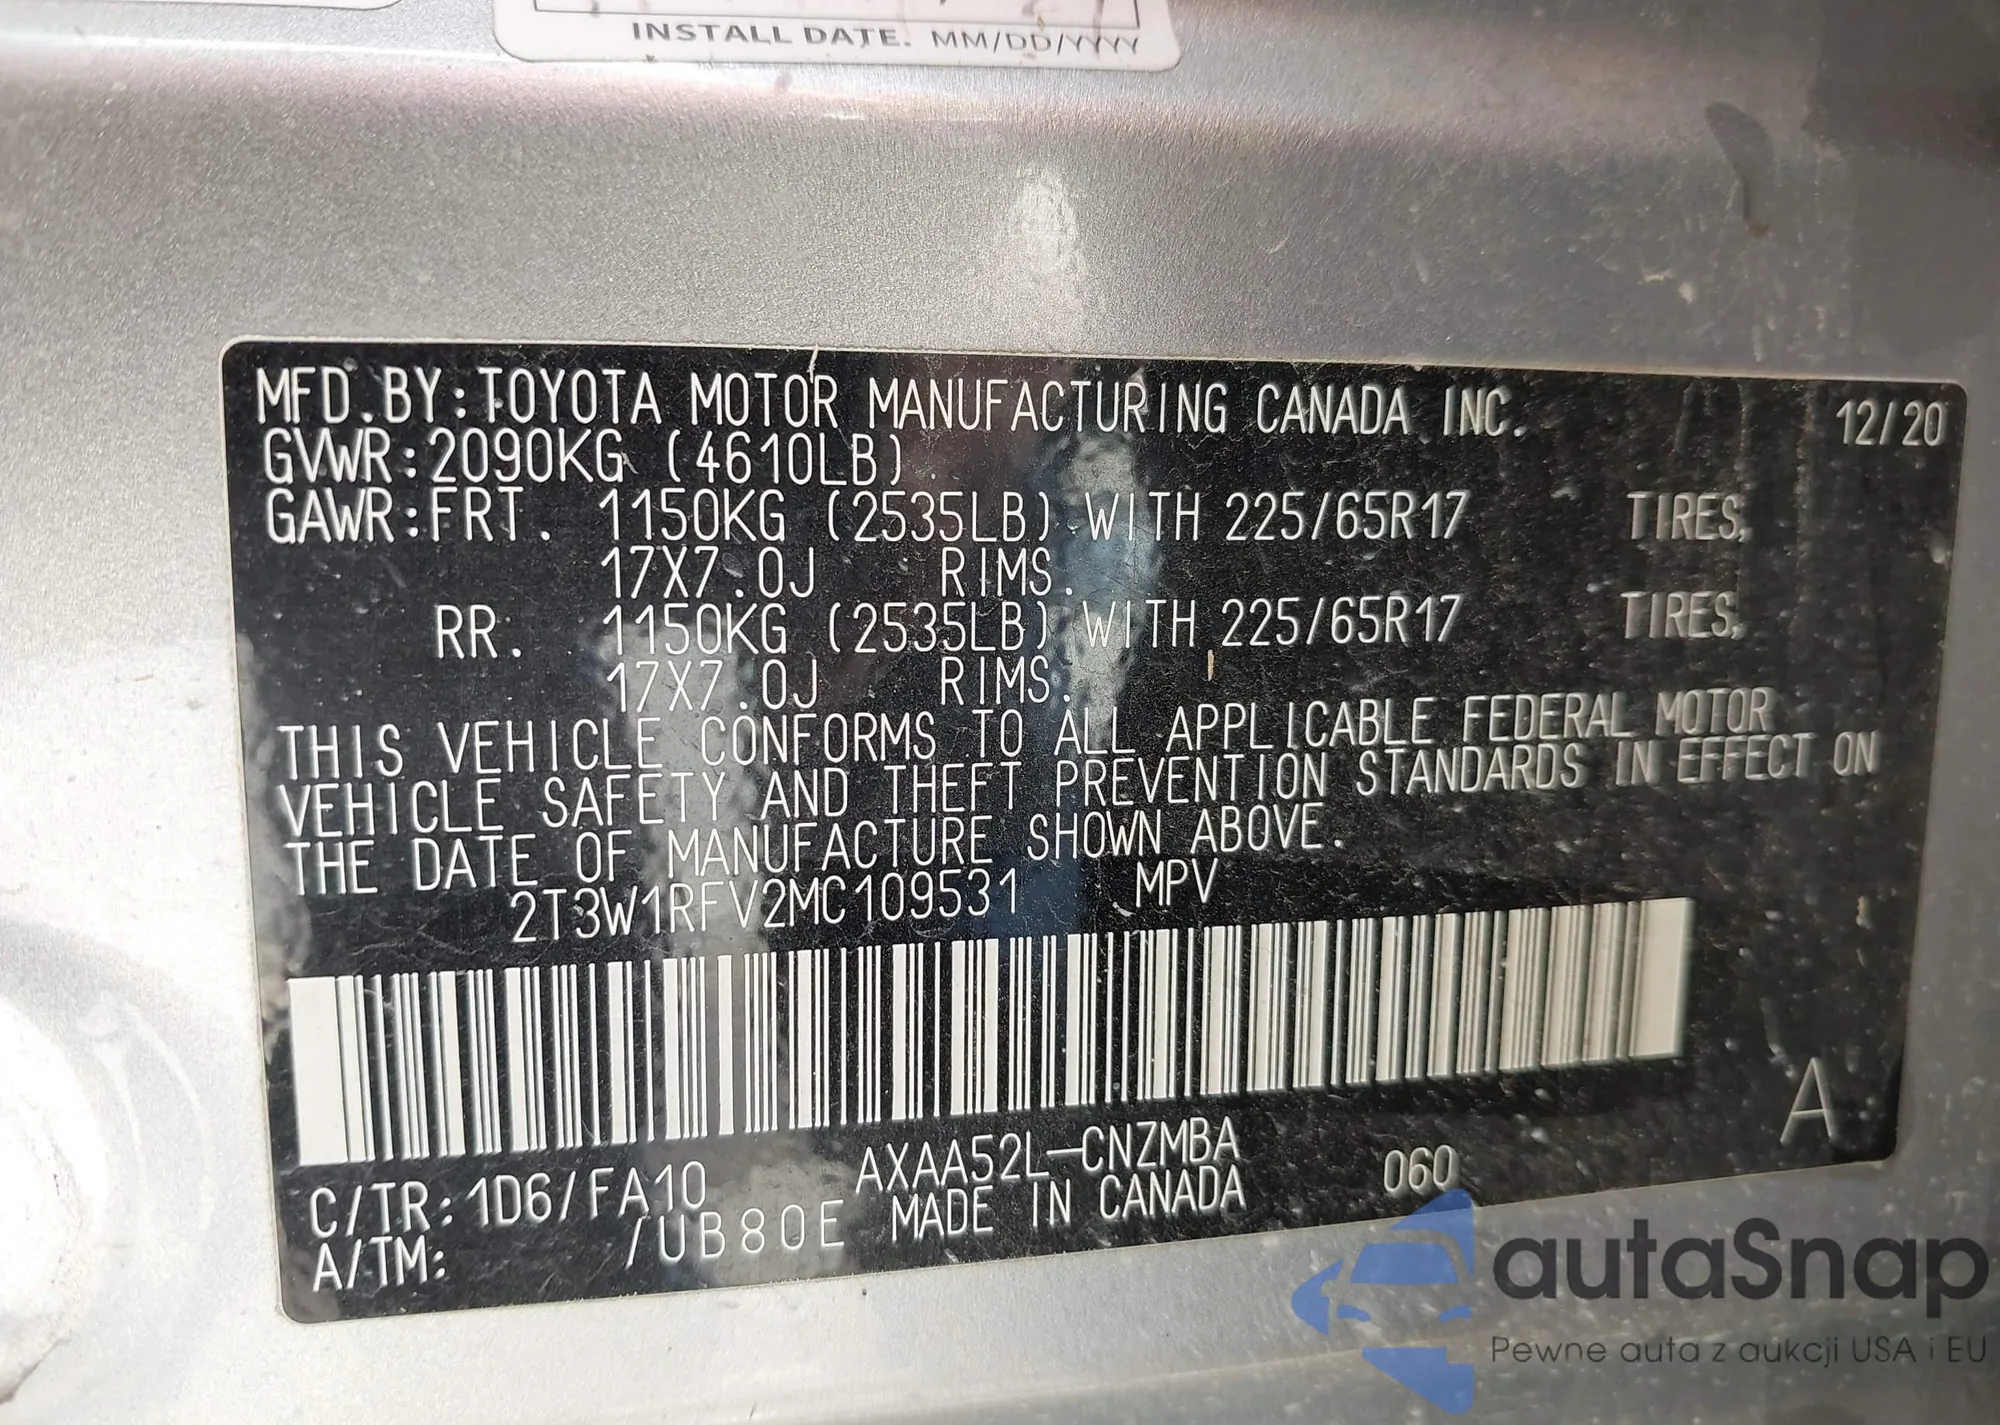 INSTALL DATE. MM/DD/YYYY
MFD.BY:TOYOTA MOTOR MANUFACTURING CANADA INC. 12/20
GVWR:2090KG (4610LB)
GAWR:FRT. 1150KG (2535LB) WITH 225/65R17 TIRES,
17X7.0J RIMS.
RR: 1150KG (2535LB) WITH 225/65R17 TIRES,
17X7.0J RIMS.
THIS VEHICLE CONFORMS TO ALL APPLICABLE FEDERAL MOTOR
VEHICLE SAFETY AND THEFT PREVENTION STANDARDS IN EFFECT ON
THE DATE OF MANUFACTURE SHOWN ABOVE.
2T3W1RFV2MC109531 MPV
A
C/TR:1D6/FA10 AXAA52L-CNZMBA 060
A/TM: /UB80E MADE IN CANADA
autaSnap
Pewne auta z aukcji USA i EU